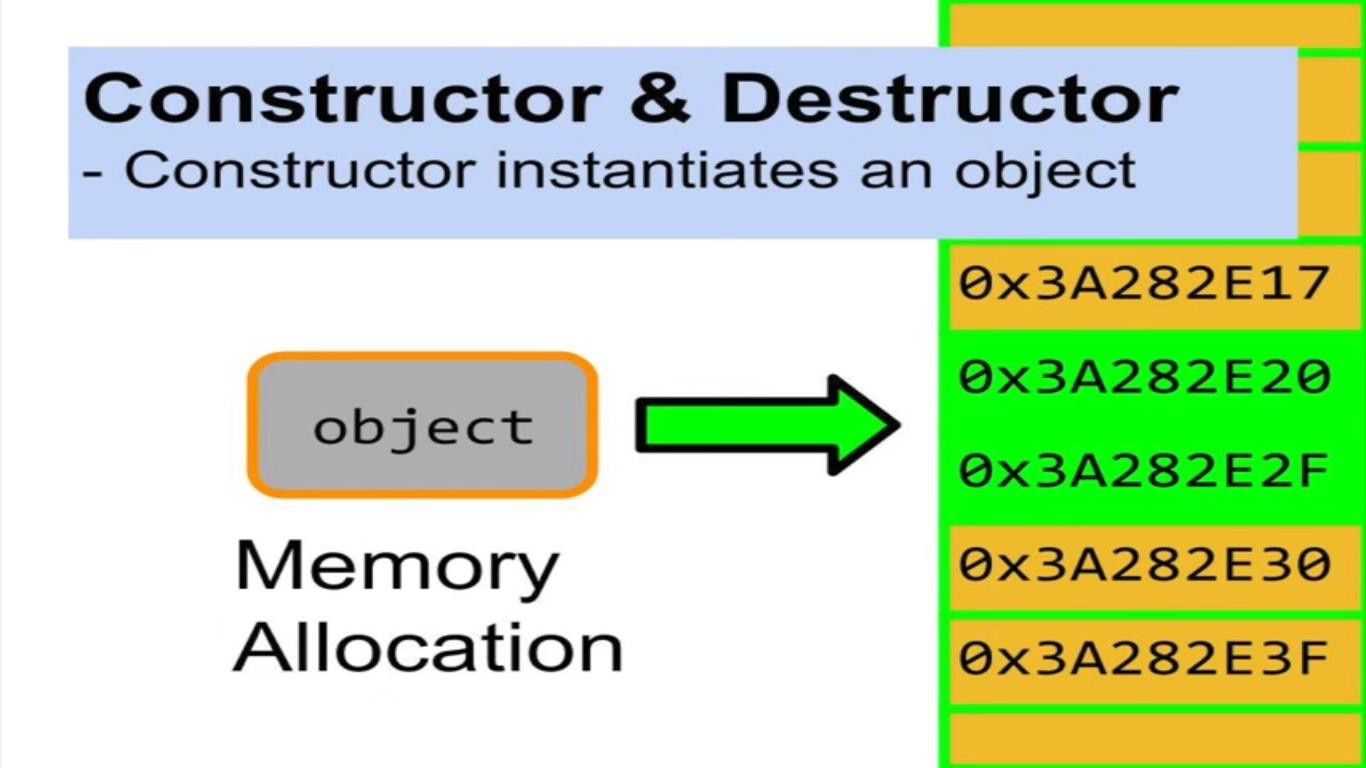 Constructor & Destructor
- Constructor instantiates an object
object
Memory
Allocation
0x3A282E17
0x3A282E20
0x3A282E2F
0x3A282E30
0x3A282E3F